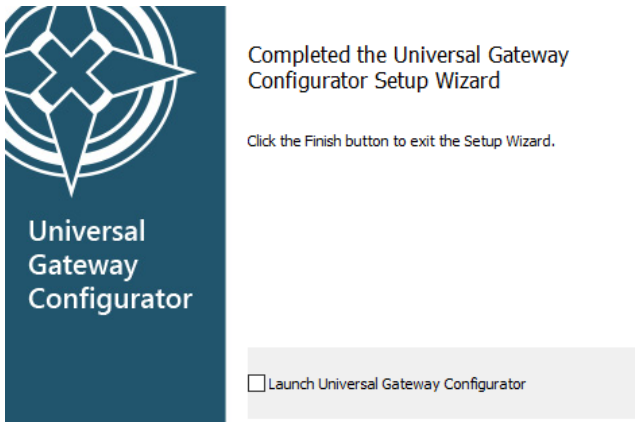 Completed the Universal Gateway
Configurator Setup Wizard
Click the Finish button to exit the Setup Wizard.
Universal
Gateway
Configurator
Launch Universal Gateway Configurator